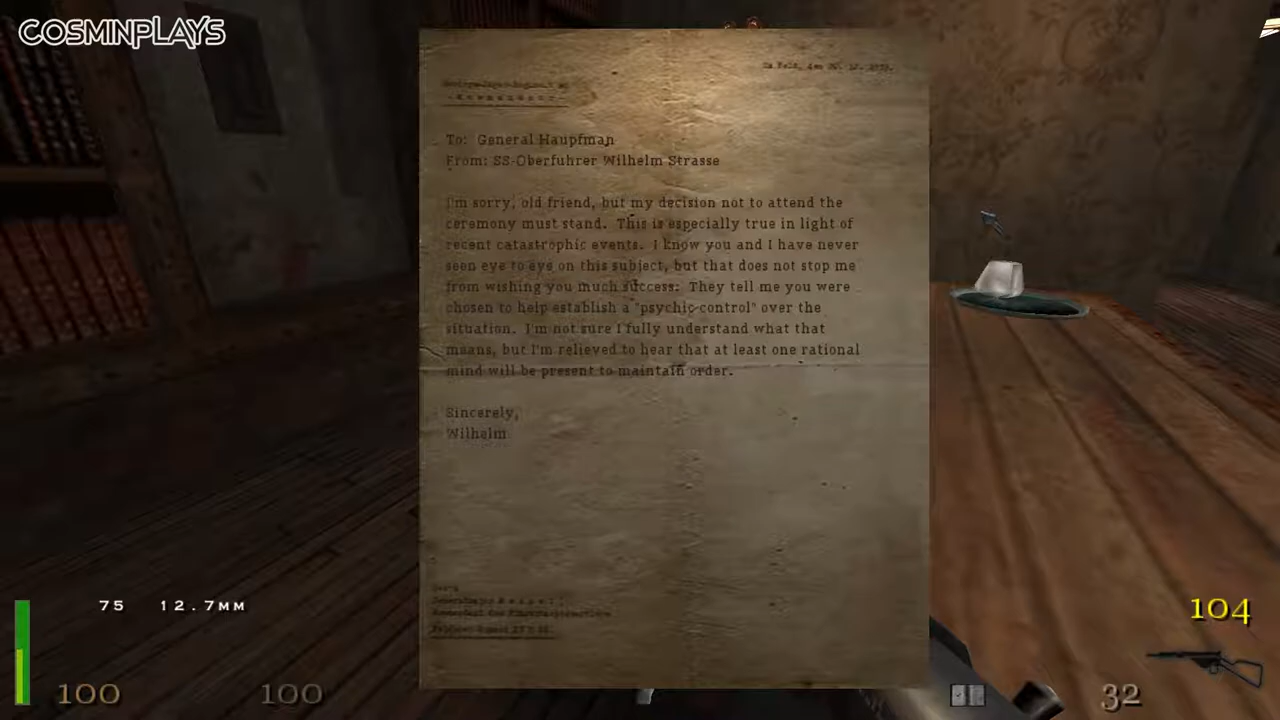 COSMINPLAYS
To: General Haupfman
From: SS-Oberfuhrer Wilhelm Strasse
I'm sorry, old friend, but my decision not to attend the
ceremony must stand. This is especially true in light of
recent catastrophic events. I know you and I have never
seen eye to eye on this subject, but that does not stop me
from wishing you much success. They tell me you were
chosen to help establish a "psychic-control" over the
situation. I'm not sure I fully understand what that
means, but I'm relieved to hear that at least one rational
mind will be present to maintain order.
Sincerely,
Wilhelm
75 12.7MM
104
100 100 32